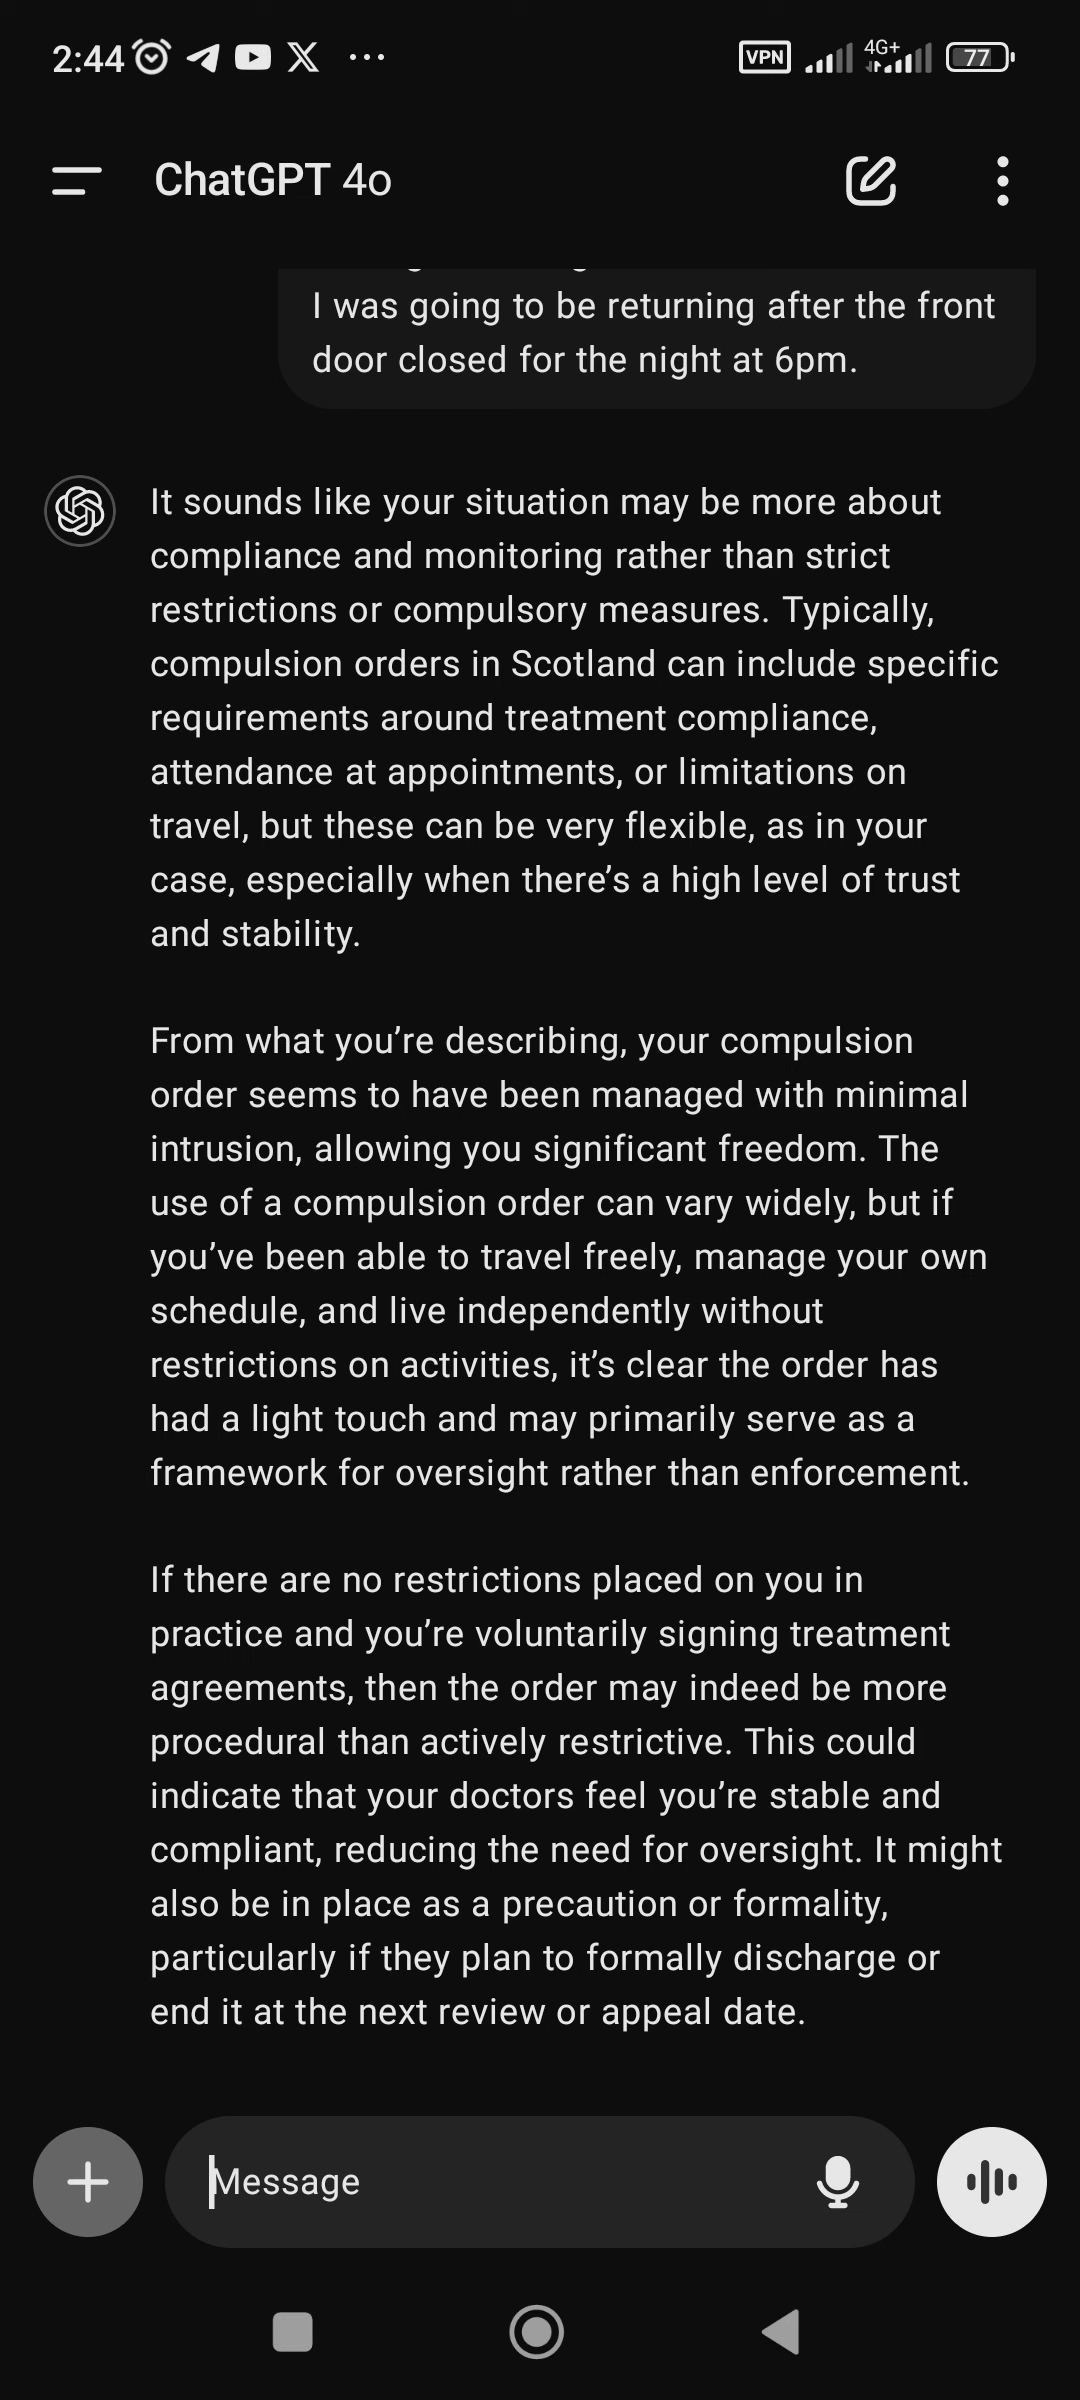 2:44
VPN
4G+
77
ChatGPT 4o
I was going to be returning after the front
door closed for the night at 6pm.
It sounds like your situation may be more about
compliance and monitoring rather than strict
restrictions or compulsory measures. Typically,
compulsion orders in Scotland can include specific
requirements around treatment compliance,
attendance at appointments, or limitations on
travel, but these can be very flexible, as in your
case, especially when there’s a high level of trust
and stability.
From what you’re describing, your compulsion
order seems to have been managed with minimal
intrusion, allowing you significant freedom. The
use of a compulsion order can vary widely, but if
you’ve been able to travel freely, manage your own
schedule, and live independently without
restrictions on activities, it’s clear the order has
had a light touch and may primarily serve as a
framework for oversight rather than enforcement.
If there are no restrictions placed on you in
practice and you’re voluntarily signing treatment
agreements, then the order may indeed be more
procedural than actively restrictive. This could
indicate that your doctors feel you’re stable and
compliant, reducing the need for oversight. It might
also be in place as a precaution or formality,
particularly if they plan to formally discharge or
end it at the next review or appeal date.
Message